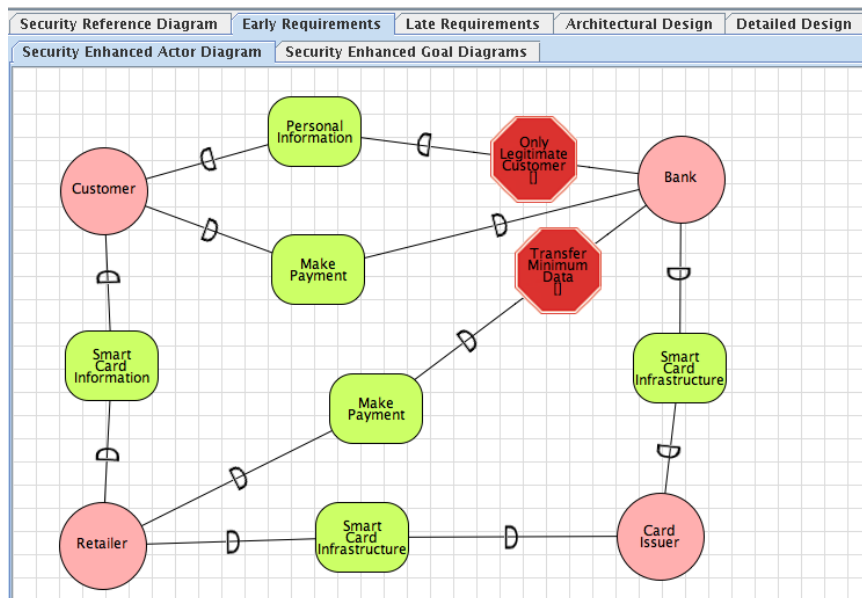 Security Reference Diagram Early Requirements Late Requirements Architectural Design Detailed Design
Security Enhanced Actor Diagram Security Enhanced Goal Diagrams
Personal
Information
Only
Legitimate
Customer
[]
Customer
Bank
Make
Payment
Transfer
Minimum
Data
[]
Smart
Card
Information
Smart
Card
Infrastructure
Make
Payment
Retailer
Smart
Card
Infrastructure
Card
Issuer